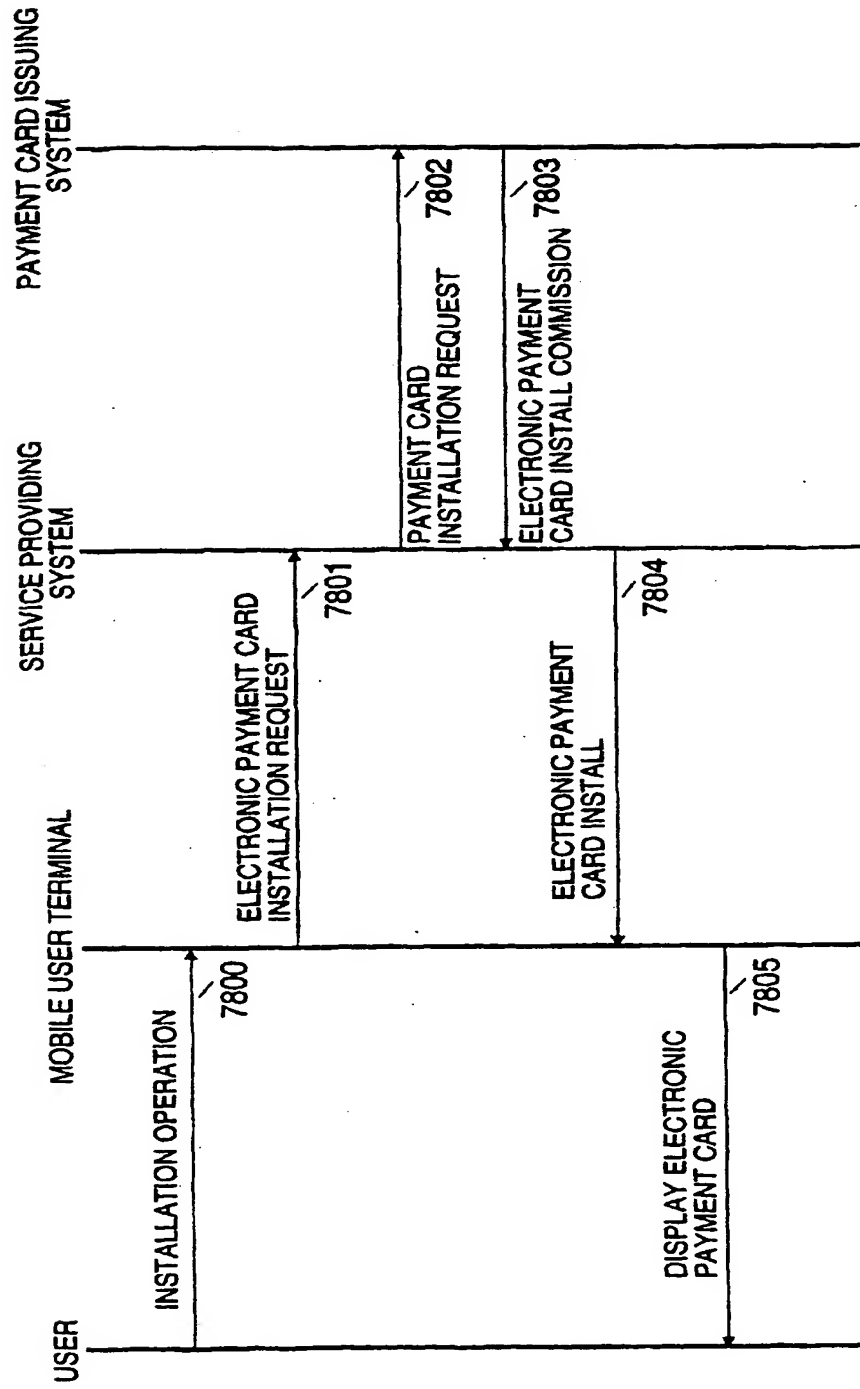 USER
MOBILE USER TERMINAL
SERVICE PROVIDING
SYSTEM
PAYMENT CARD ISSUING
SYSTEM
INSTALLATION OPERATION
7800
ELECTRONIC PAYMENT CARD
INSTALLATION REQUEST
7801
PAYMENT CARD
INSTALLATION REQUEST
7802
ELECTRONIC PAYMENT
CARD INSTALL COMMISSION
7803
ELECTRONIC PAYMENT
CARD INSTALL
7804
DISPLAY ELECTRONIC
PAYMENT CARD
7805